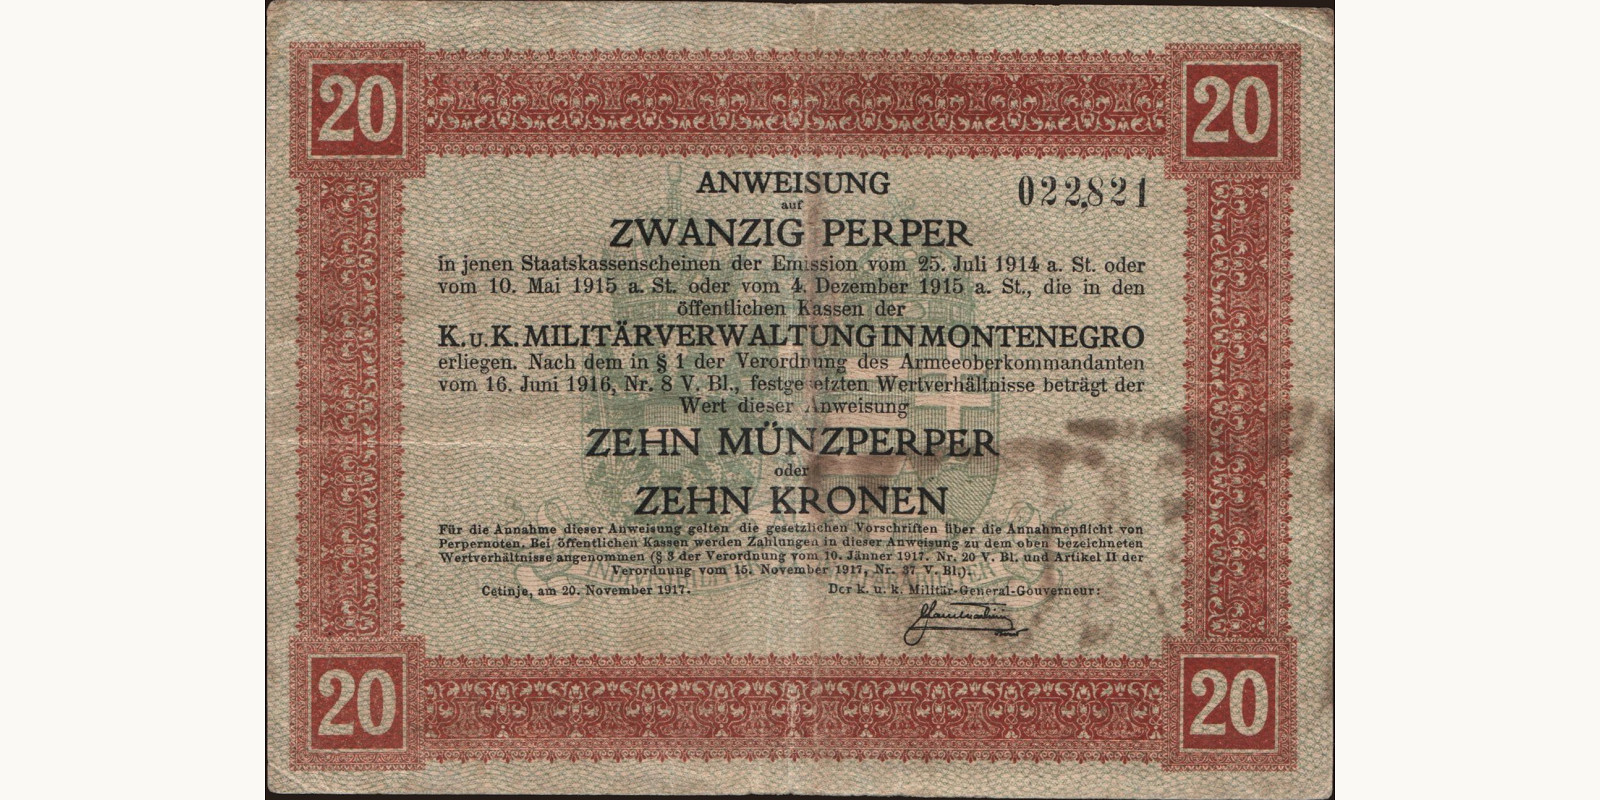 20
20
ANWEISUNG
022,821
auf
ZWANZIG PERPER
in jenen Staatskassenscheinen der Emission vom 25. Juli 1914 a. St. oder
vom 10. Mai 1915 a. St. oder vom 4. Dezember 1915 a. St., die in den
öffentlichen Kassen der
K. u. K. MILITÄRVERWALTUNG IN MONTENEGRO
erliegen. Nach dem in § 1 der Verordnung des Armeeoberkommandanten
vom 16. Juni 1916, Nr. 8 V. Bl., festgesetzten Wertverhältnisse beträgt der
Wert dieser Anweisung
ZEHN MÜNZPERPER
oder
ZEHN KRONEN
Für die Annahme dieser Anweisung gelten die gesetzlichen Vorschriften über die Annahmepflicht von
Perpernoten. Bei öffentlichen Kassen werden Zahlungen in dieser Anweisung zu dem oben bezeichneten
Wertverhältnisse angenommen (§ 3 der Verordnung vom 10. Jänner 1917. Nr. 20 V. Bl. und Artikel II der
Verordnung vom 15. November 1917, Nr. 37 V. Bl.).
Cetinje, am 20. November 1917.
Der k. u. k. Militär-General-Gouverneur:
20
20